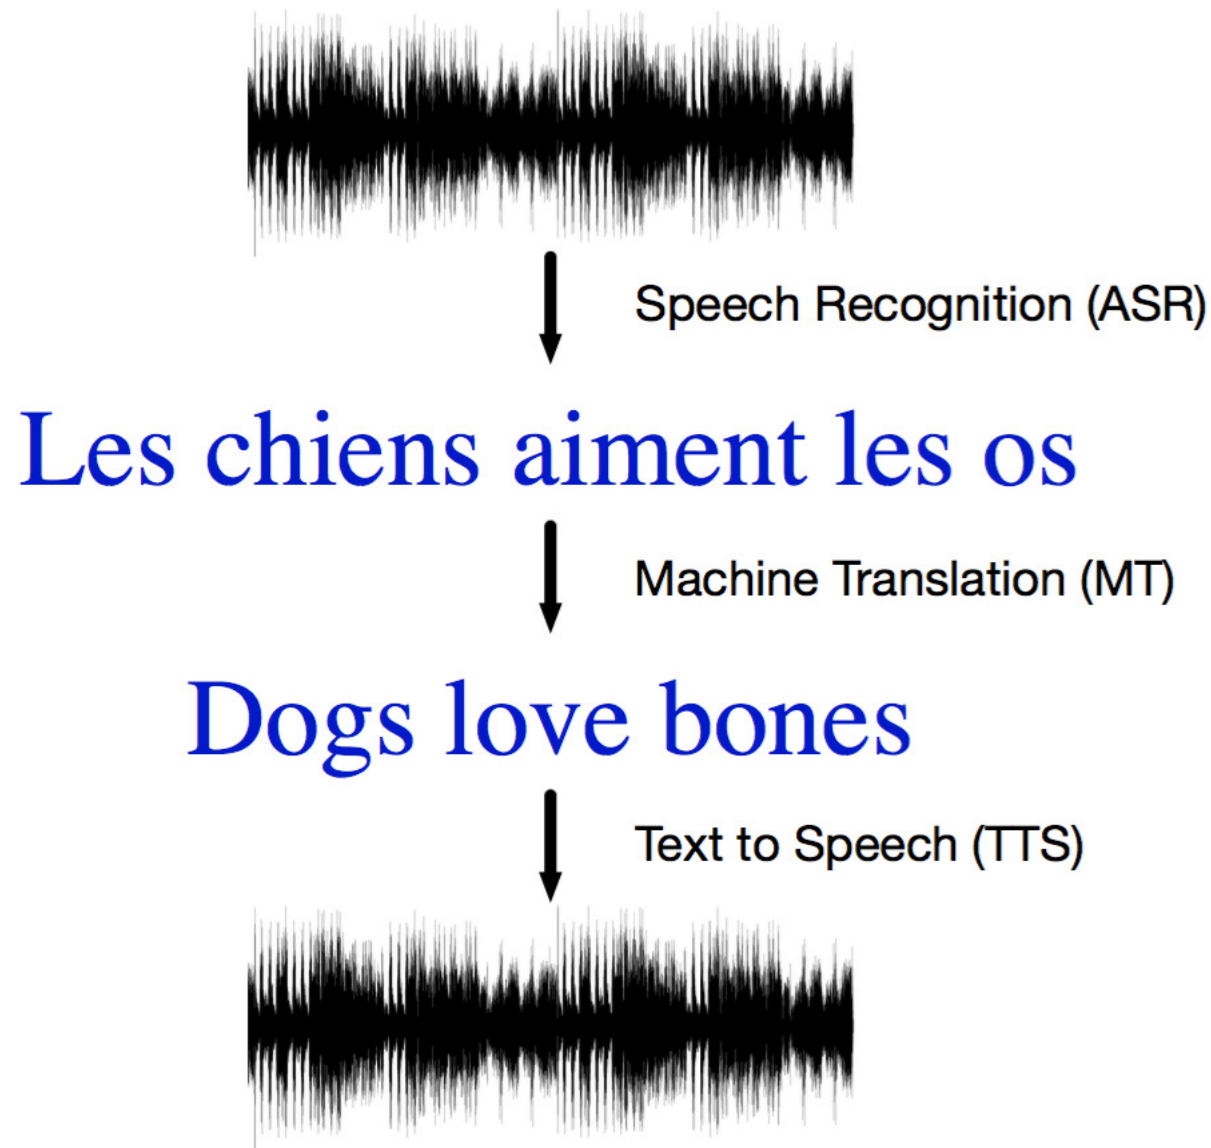 Speech Recognition (ASR)
Les chiens aiment les os
Machine Translation (MT)
Dogs love bones
Text to Speech (TTS)